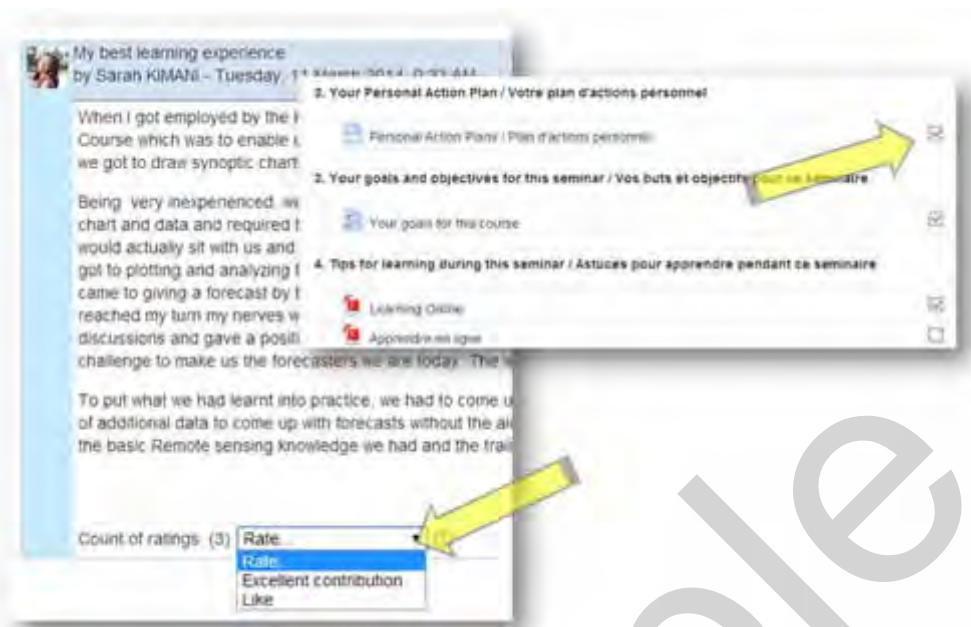 My best learning experience
by Sarah KIMANI - Tuesday, 11 March 2014, 9:33 AM
When I got employed by the
Course which was to enable
we got to draw synoptic chart
Being very inexperienced
chart and data and required
would actually sit with us and
got to plotting and analyzing
came to giving a forecast by
reached my turn my nerves
discussions and gave a
challenge to make us the forecasters we are today. The
To put what we had learnt into practice, we had to come
of additional data to come up with forecasts without the
the basic Remote sensing knowledge we had and the
Count of ratings (3) Rate...
Rate...
Excellent contribution
Like
Your Personal Action Plan / Votre plan d'actions personnel
Personal Action Plans / Plan d'actions personnel
Your goals and objectives for this seminar / Vos buts et objectifs pour ce séminaire
Your goals for this course
4. Tips for learning during this seminar / Astuces pour apprendre pendant ce seminaire
Learning Online
Apprendre en ligne